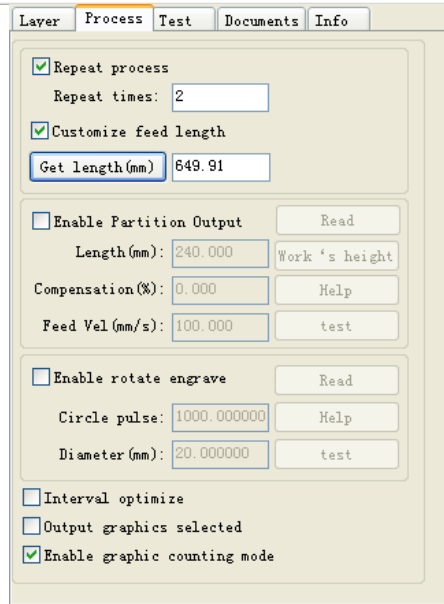 Layer Process Test Documents Info
Repeat process
Repeat times: 2
Customize feed length
Get length(mm) 649.91
Enable Partition Output Read
Length(mm): 240.000 Work ‘s height
Compensation(%): 0.000 Help
Feed Vel(mm/s): 100.000 test
Enable rotate engrave Read
Circle pulse: 1000.000000 Help
Diameter(mm): 20.000000 test
Interval optimize
Output graphics selected
Enable graphic counting mode